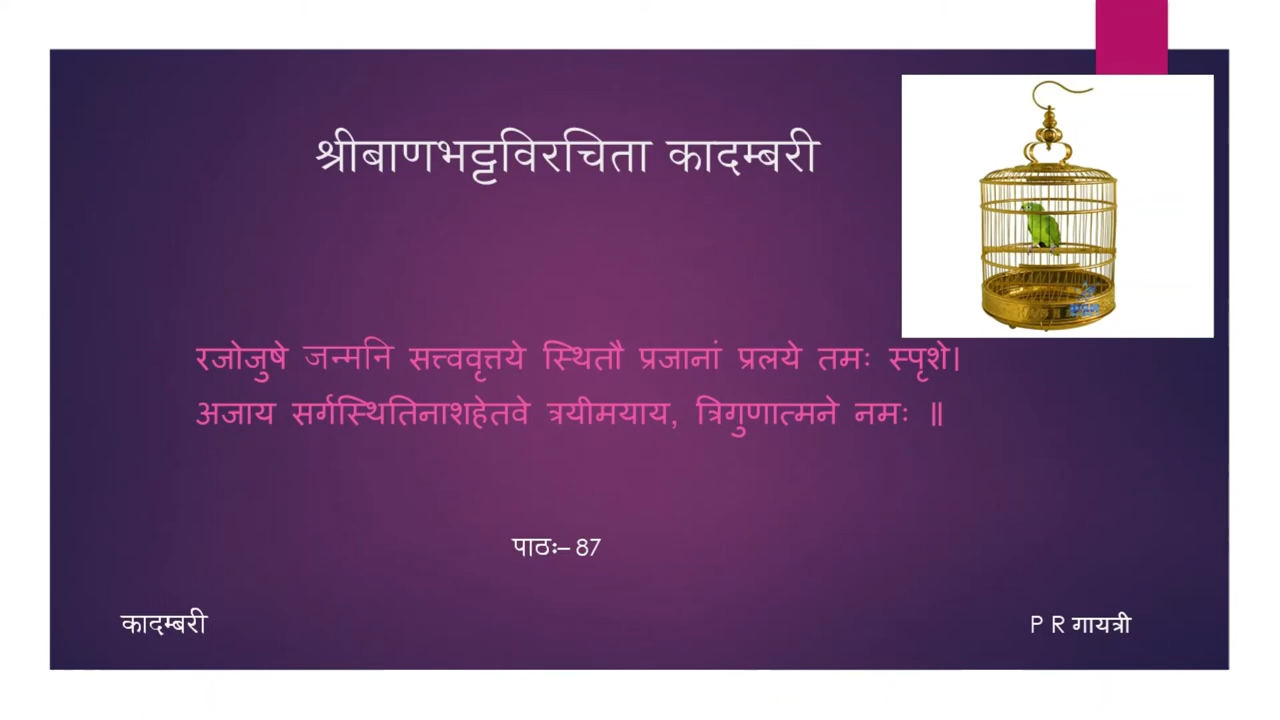 श्रीबाणभट्टविरचिता कादम्बरी
रजोजुषे जन्मनि सत्त्ववृत्तये स्थितौ प्रजानां प्रलये तमः स्पृशे।
अजाय सर्गस्थितिनाशहेतवे त्रयीमयाय, त्रिगुणात्मने नमः ॥
पाठः– 87
कादम्बरी
P R गायत्री